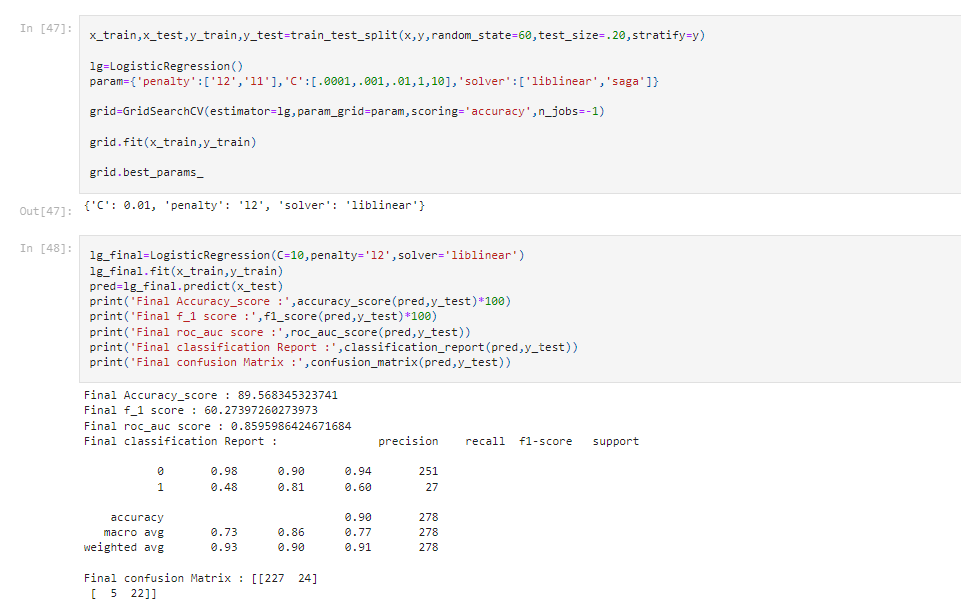 In [47]:
x_train,x_test,y_train,y_test=train_test_split(x,y,random_state=60,test_size=.20,stratify=y)
lg=LogisticRegression()
param={'penalty':['l2','l1'],'C':[.0001,.001,.01,1,10],'solver':['liblinear','saga']}
grid=GridSearchCV(estimator=lg,param_grid=param,scoring='accuracy',n_jobs=-1)
grid.fit(x_train,y_train)
grid.best_params_
Out[47]: {'C': 0.01, 'penalty': 'l2', 'solver': 'liblinear'}
In [48]:
lg_final=LogisticRegression(C=10,penalty='l2',solver='liblinear')
lg_final.fit(x_train,y_train)
pred=lg_final.predict(x_test)
print('Final Accuracy_score :',accuracy_score(pred,y_test)*100)
print('Final f_1 score :',f1_score(pred,y_test)*100)
print('Final roc_auc score :',roc_auc_score(pred,y_test))
print('Final classification Report :',classification_report(pred,y_test))
print('Final confusion Matrix :',confusion_matrix(pred,y_test))
Final Accuracy_score : 89.568345323741
Final f_1 score : 60.27397260273973
Final roc_auc score : 0.8595986424671684
Final classification Report : precision recall f1-score support
0 0.98 0.90 0.94 251
1 0.48 0.81 0.60 27
accuracy 0.90 278
macro avg 0.73 0.86 0.77 278
weighted avg 0.93 0.90 0.91 278
Final confusion Matrix : [[227 24]
[ 5 22]]